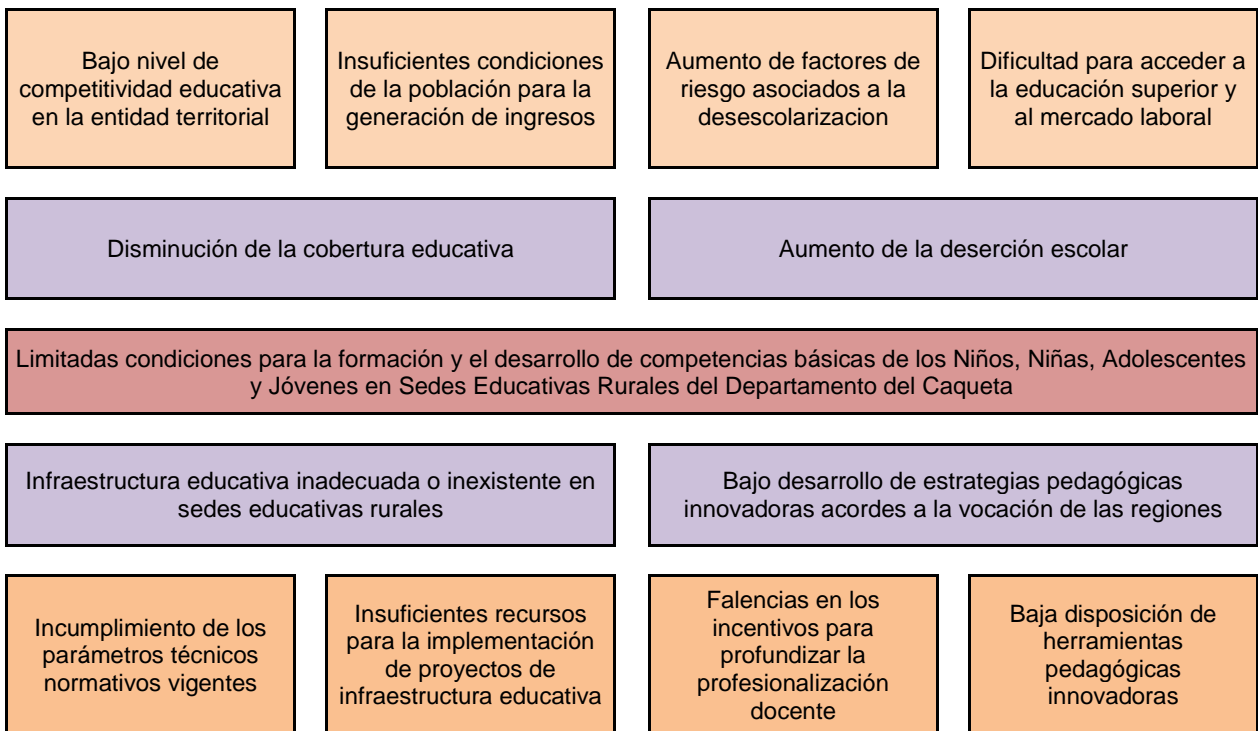 Bajo nivel de
competitividad educativa
en la entidad territorial
Insuficientes condiciones
de la población para la
generación de ingresos
Aumento de factores de
riesgo asociados a la
desescolarizacion
Dificultad para acceder a
la educación superior y
al mercado laboral
Disminución de la cobertura educativa
Aumento de la deserción escolar
Limitadas condiciones para la formación y el desarrollo de competencias básicas de los Niños, Niñas, Adolescentes
y Jóvenes en Sedes Educativas Rurales del Departamento del Caqueta
Infraestructura educativa inadecuada o inexistente en
sedes educativas rurales
Bajo desarrollo de estrategias pedagógicas
innovadoras acordes a la vocación de las regiones
Incumplimiento de los
parámetros técnicos
normativos vigentes
Insuficientes recursos
para la implementación
de proyectos de
infraestructura educativa
Falencias en los
incentivos para
profundizar la
profesionalización
docente
Baja disposición de
herramientas
pedagógicas
innovadoras